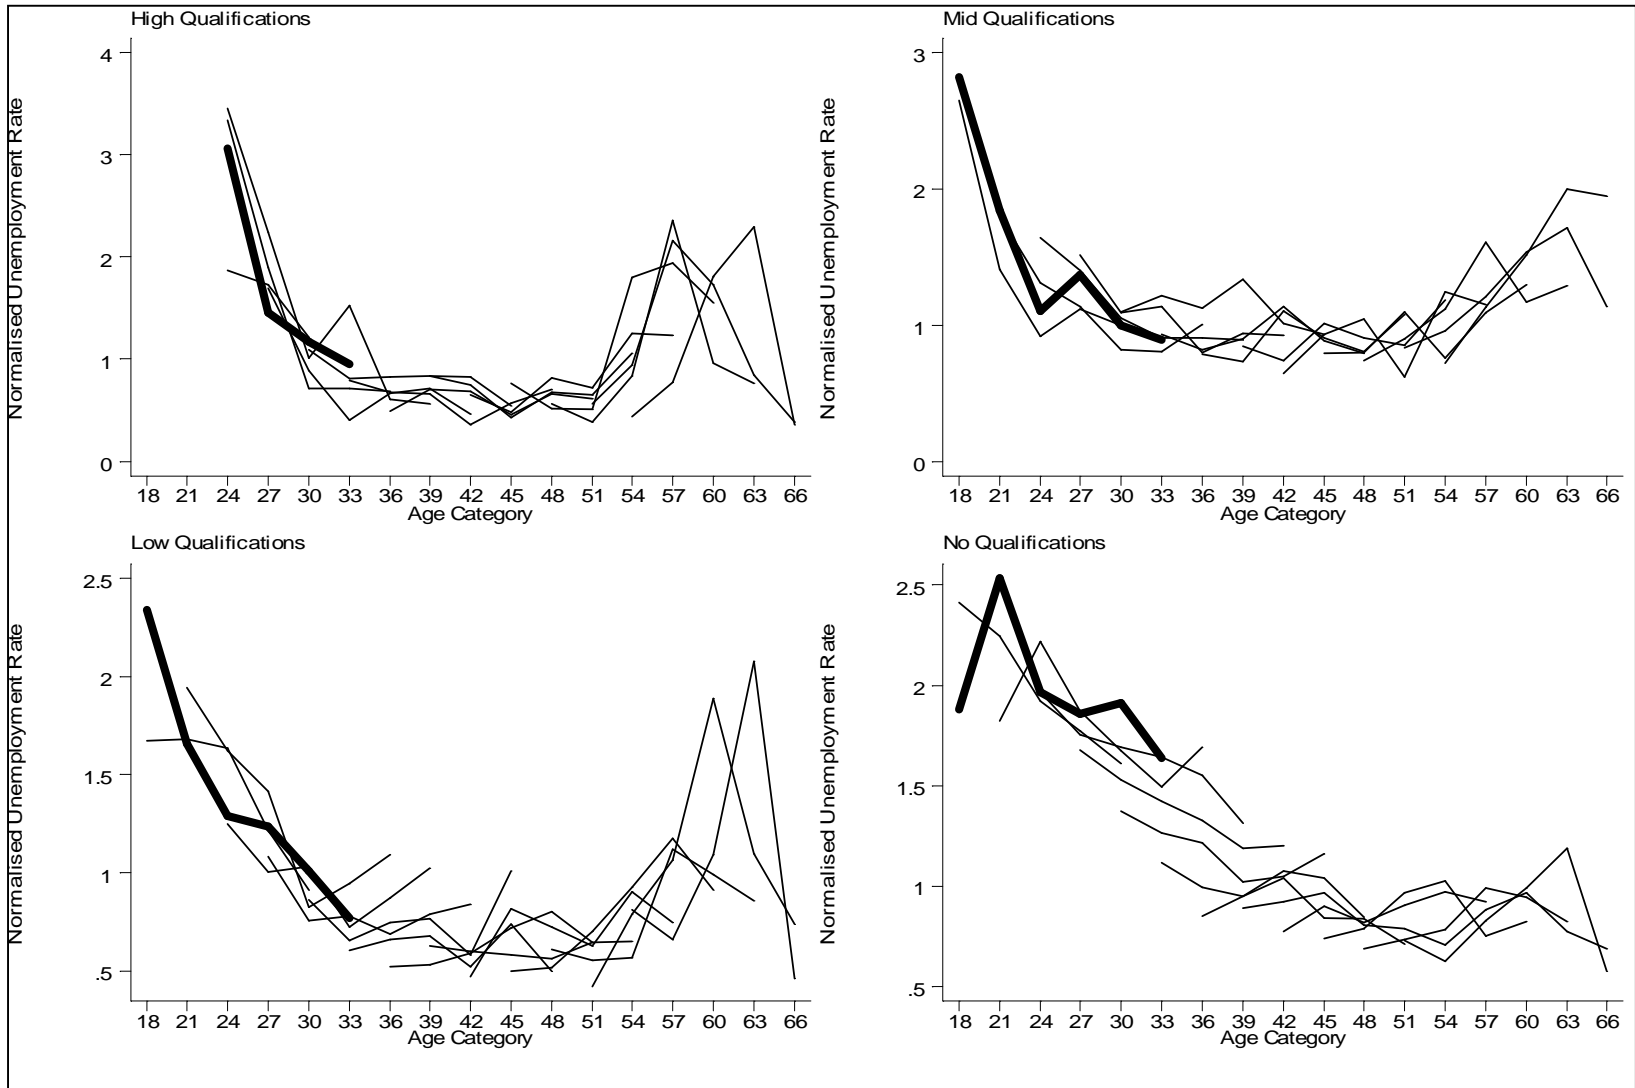 High Qualifications
Normalised Unemployment Rate
4
3
2
1
0
18 21 24 27 30 33 36 39 42 45 48 51 54 57 60 63 66
Age Category
Mid Qualifications
Normalised Unemployment Rate
3
2
1
0
18 21 24 27 30 33 36 39 42 45 48 51 54 57 60 63 66
Age Category
Low Qualifications
Normalised Unemployment Rate
2.5
2
1.5
1
.5
18 21 24 27 30 33 36 39 42 45 48 51 54 57 60 63 66
Age Category
No Qualifications
Normalised Unemployment Rate
2.5
2
1.5
1
.5
18 21 24 27 30 33 36 39 42 45 48 51 54 57 60 63 66
Age Category